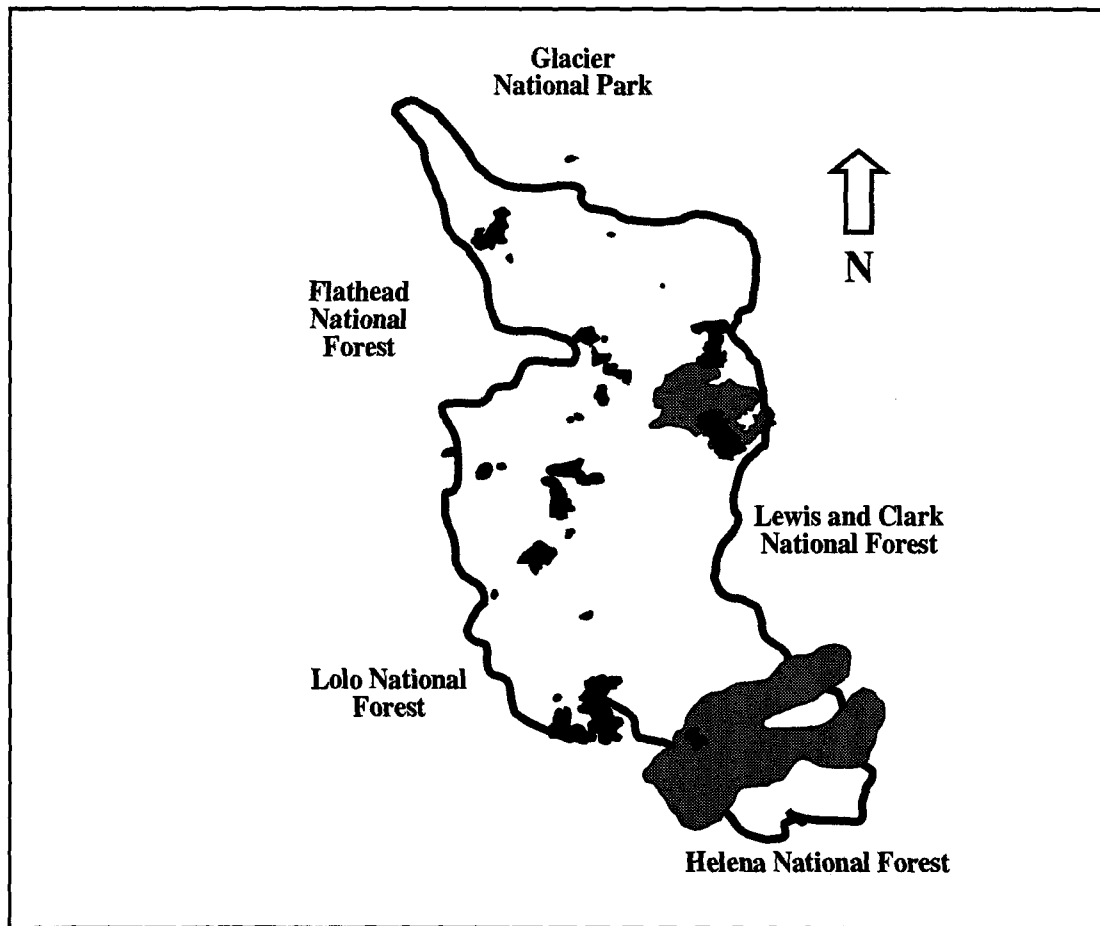 Glacier
National Park
N
Flathead
National
Forest
Lewis and Clark
National Forest
Lolo National
Forest
Helena National Forest